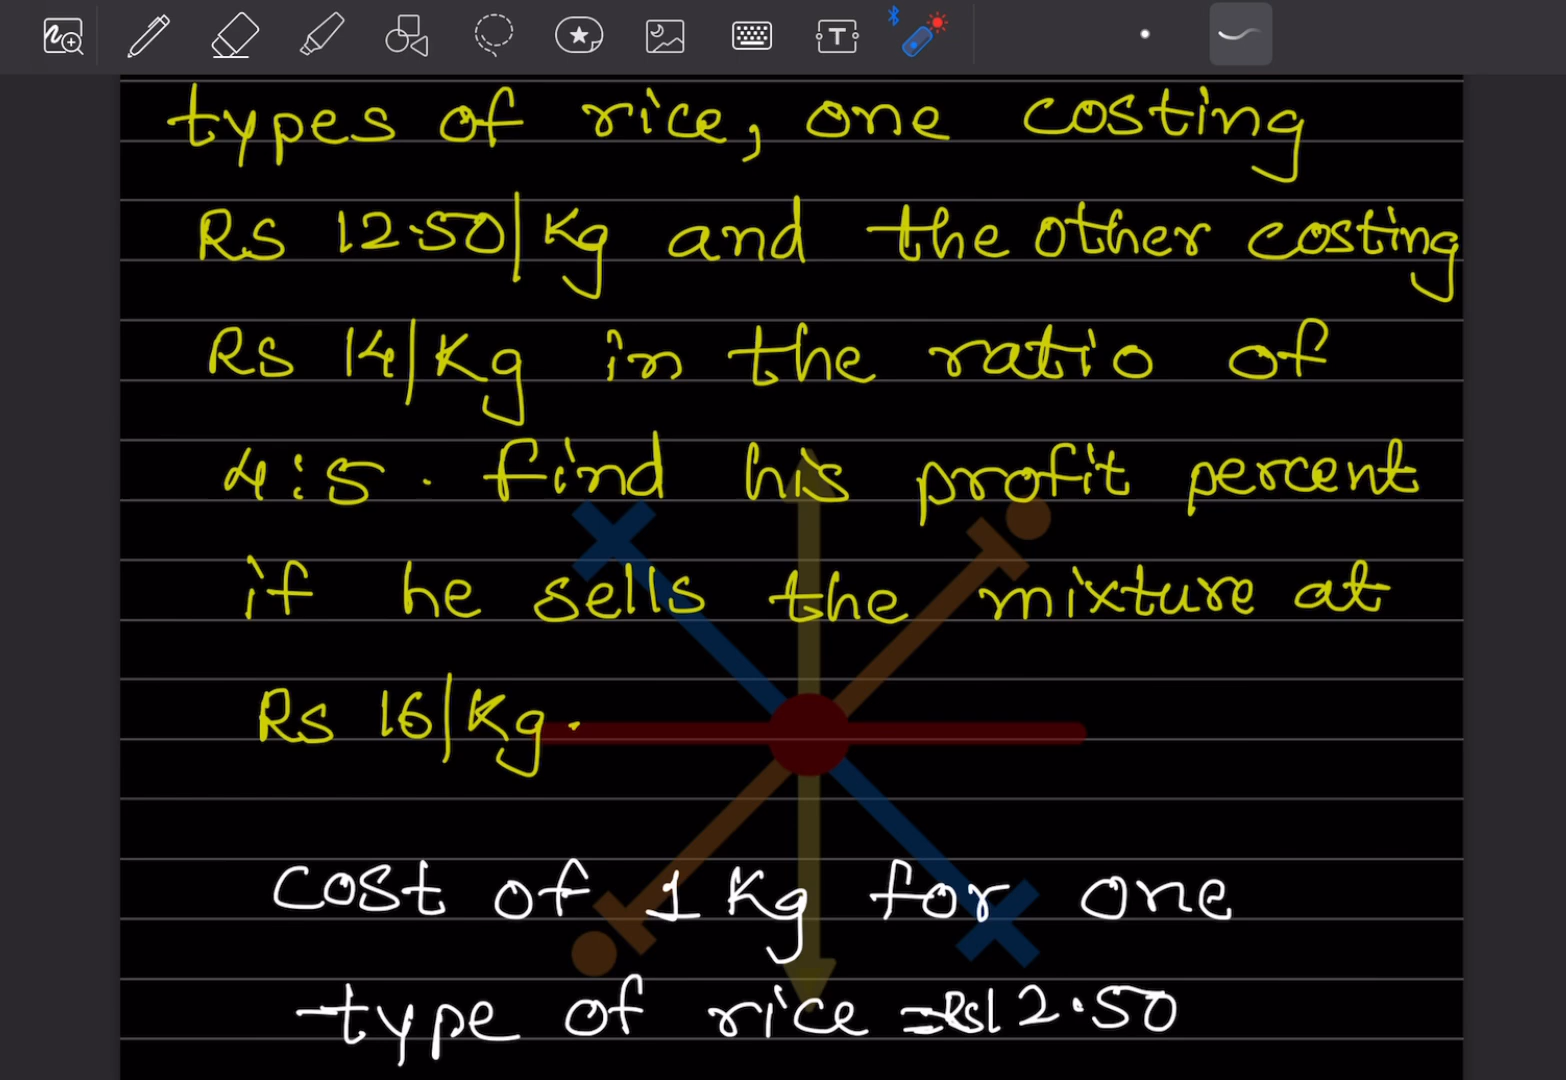 types of rice, one costing
Rs 12.50/Kg and the other costing
Rs 14/Kg in the ratio of
4:5. find his profit percent
if he sells the mixture at
Rs 16/Kg.
cost of 1 Kg for one
type of rice = Rs 12.50